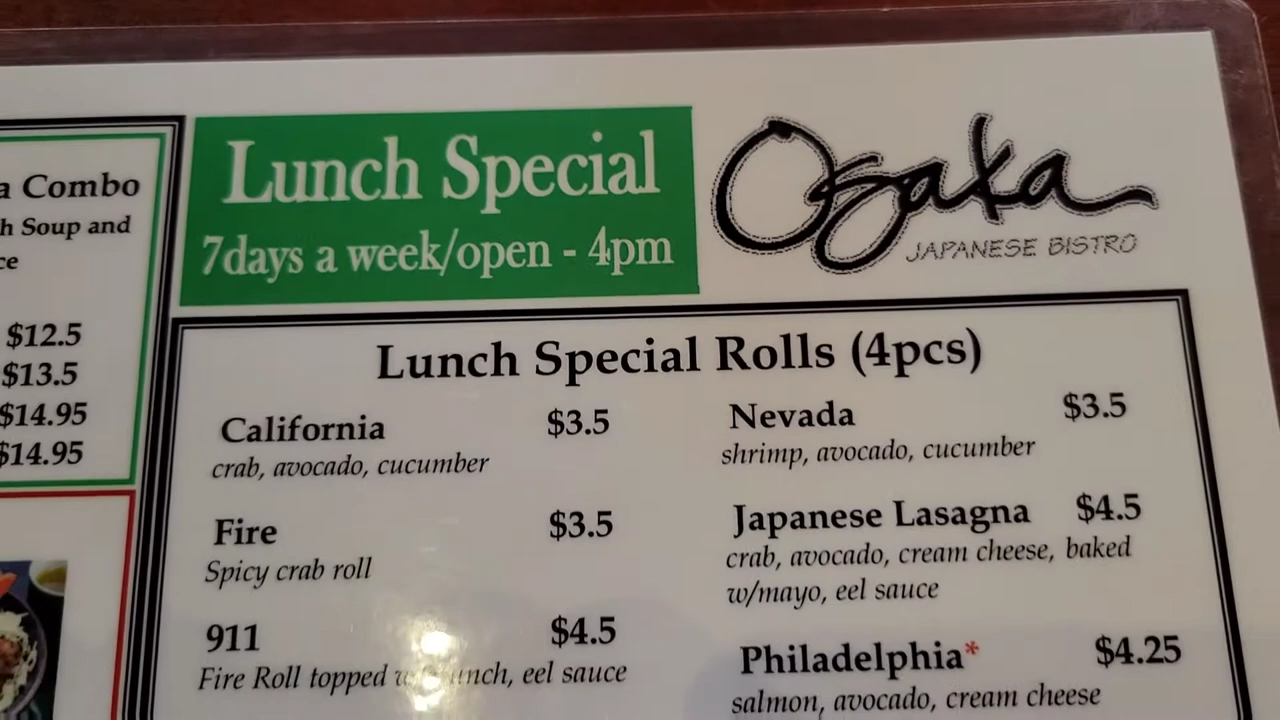 a Combo
h Soup and
ce
$12.5
$13.5
$14.95
$14.95
Lunch Special
7days a week/open - 4pm
Osaka
JAPANESE BISTRO
Lunch Special Rolls (4pcs)
California $3.5
crab, avocado, cucumber
Fire $3.5
Spicy crab roll
911 $4.5
Fire Roll topped eel sauce
Nevada $3.5
shrimp, avocado, cucumber
Japanese Lasagna $4.5
crab, avocado, cream cheese, baked
w/mayo, eel sauce
Philadelphia* $4.25
salmon, avocado, cream cheese